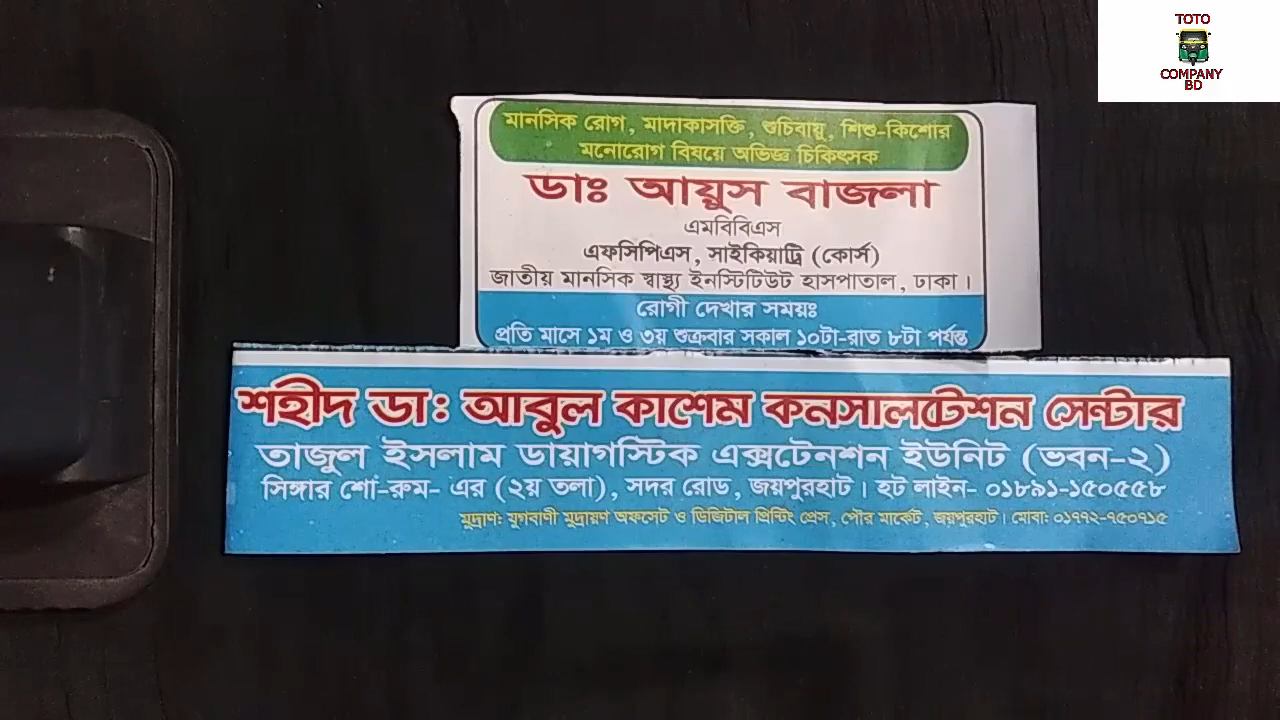 TOTO
COMPANY
BD
মানসিক রোগ, মাদাকাসক্তি, শুচিবায়ু, শিশু-কিশোর
মনোরোগ বিষয়ে অভিজ্ঞ চিকিৎসক
ডাঃ আয়ুস বাজলা
এমবিবিএস
এফসিপিএস, সাইকিয়াট্রি (কোর্স)
জাতীয় মানসিক স্বাস্থ্য ইনস্টিটিউট হাসপাতাল, ঢাকা।
রোগী দেখার সময়ঃ
প্রতি মাসে ১ম ও ৩য় শুক্রবার সকাল ১০টা-রাত ৮টা পর্যন্ত
শহীদ ডা: আবুল কাশেম কনসালটেশন সেন্টার
তাজুল ইসলাম ডায়াগস্টিক এক্সটেনশন ইউনিট (ভবন-২)
সিঙ্গার শো-রুম- এর (২য় তলা), সদর রোড, জয়পুরহাট। হট লাইন- ০১৮৯১-১৫০৫৫৮
মুদ্রাণ: যুগবাণী মুদ্রায়ণ অফসেট ও ডিজিটাল প্রিন্টিং প্রেস, পৌর মার্কেট, জয়পুরহাট। মোবা: ০১৭৭২-৭৫০৭১৫